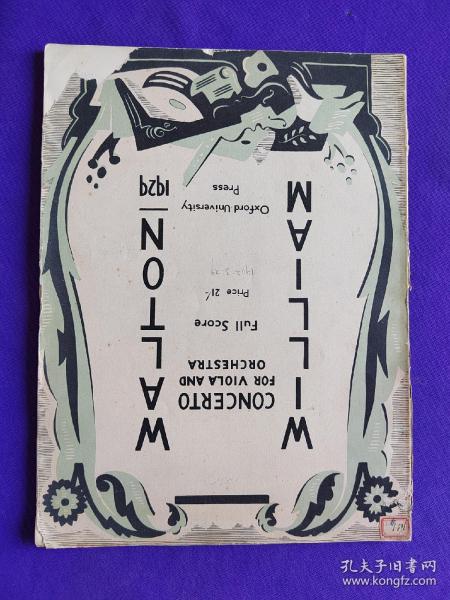 WILLIAM
WALTON
CONCERTO
FOR VIOLA AND
ORCHESTRA
Full Score
Price 21/-
Oxford University
Press
1929
孔夫子旧书网
www.kongfz.com